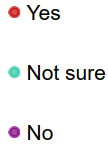 Yes
Not sure
No